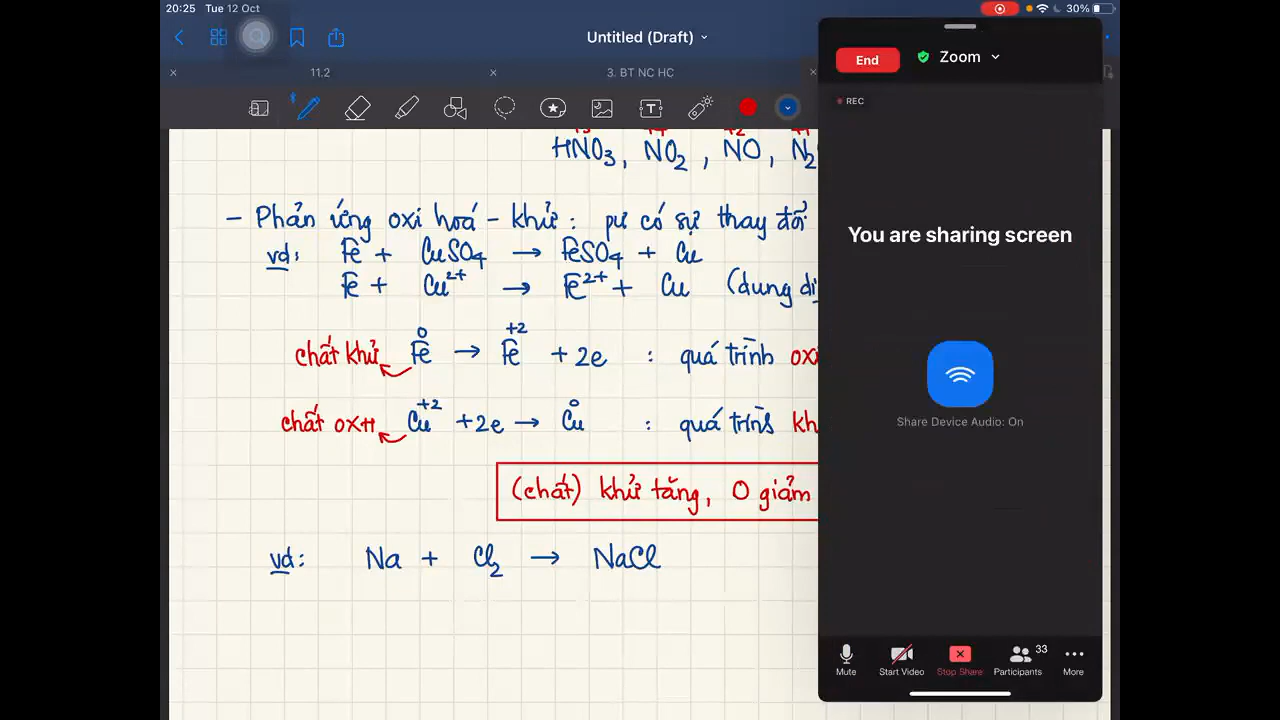 20:25 Tue 12 Oct
30%
Untitled (Draft)
11.2
3. BT NC HC
End
Zoom
REC
HNO3, NO2, NO, N2
- Phản ứng oxi hoá - khử: pư có sự thay đổi
vd: Fe + CuSO4 → FeSO4 + Cu
Fe + Cu2+ → Fe2+ + Cu (dung dị
chất khử Fe 0 → Fe +2 + 2e : quá trình oxi
chất oxH Cu +2 + 2e → Cu 0 : quá trình kh
(chất) khử tăng, O giảm
vd: Na + Cl2 → NaCl
You are sharing screen
Share Device Audio: On
33
Mute Start Video Stop Share Participants More